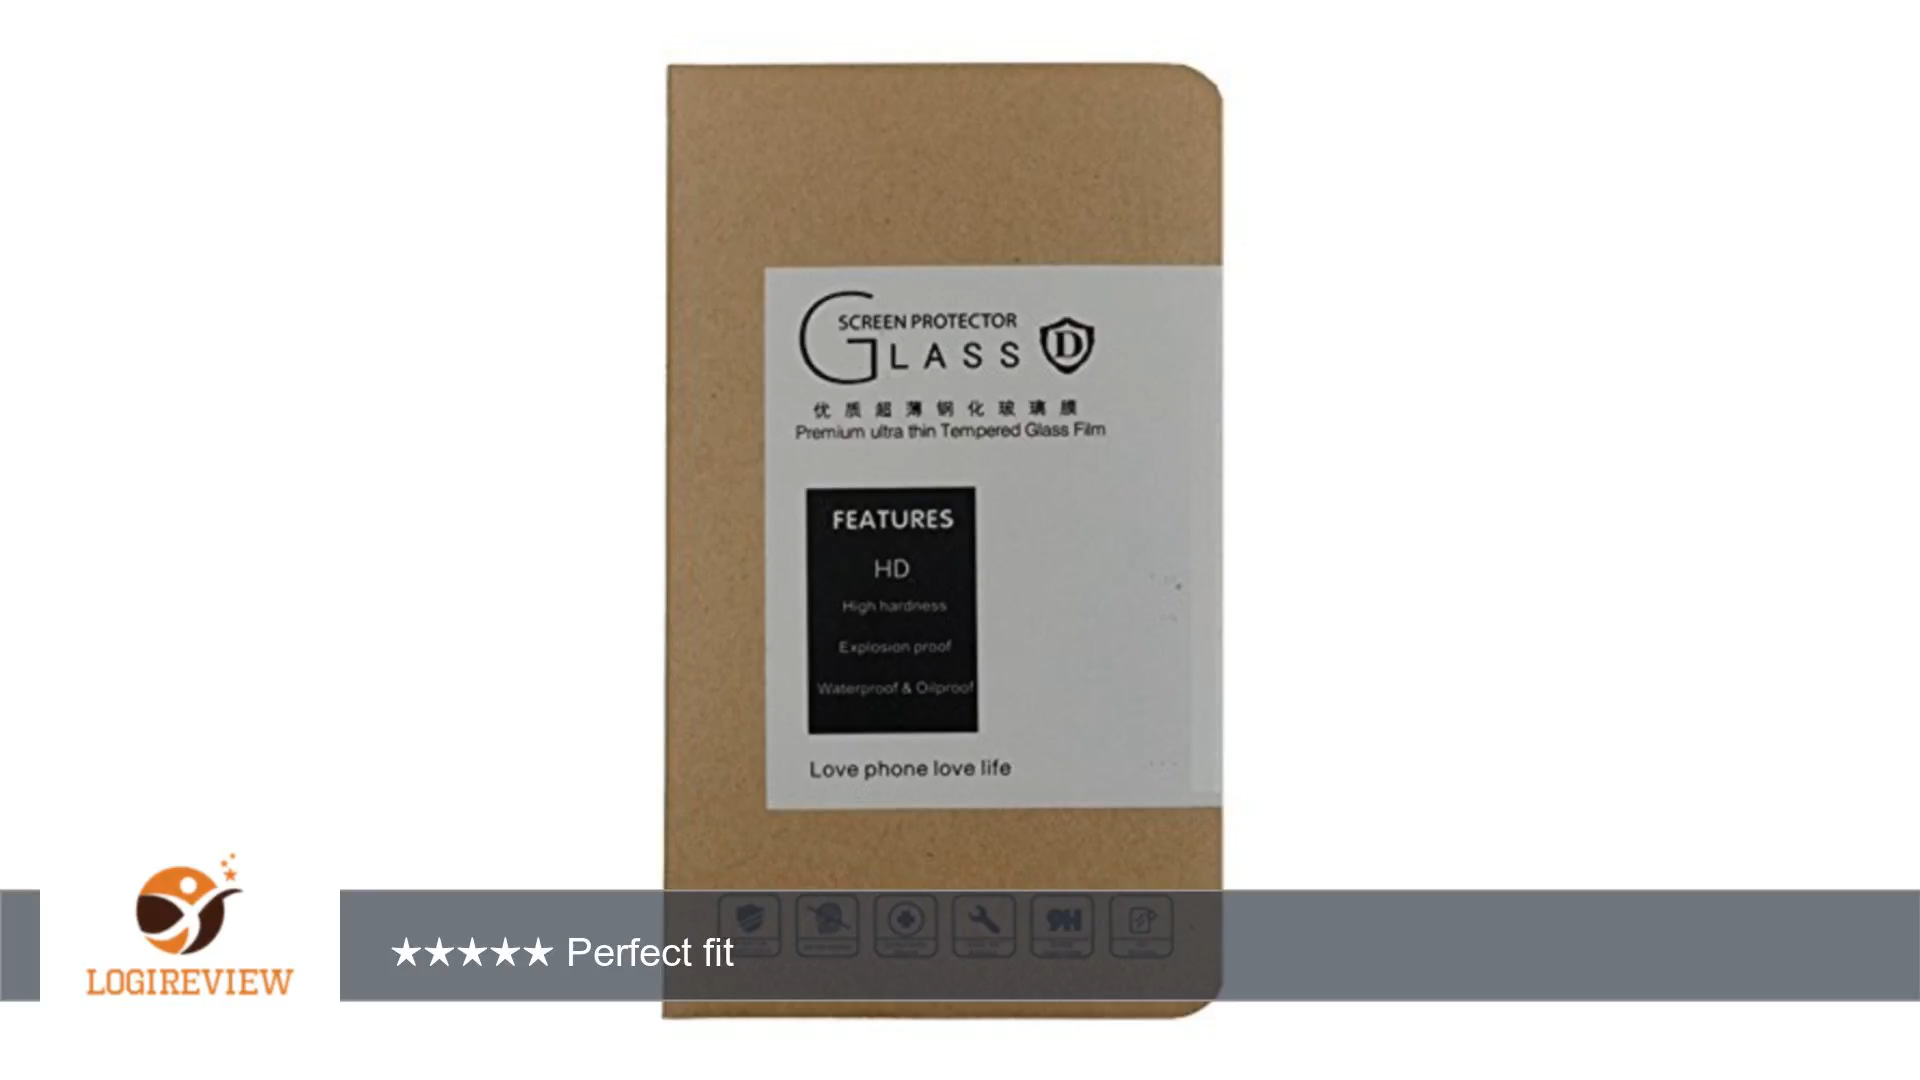 SCREEN PROTECTOR
GLASS D
优质超薄钢化玻璃膜
Premium ultra thin Tempered Glass Film
FEATURES
HD
High hardness
Explosion proof
Waterproof & Oilproof
Love phone love life
9H
★★★★★ Perfect fit
LOGIREVIEW